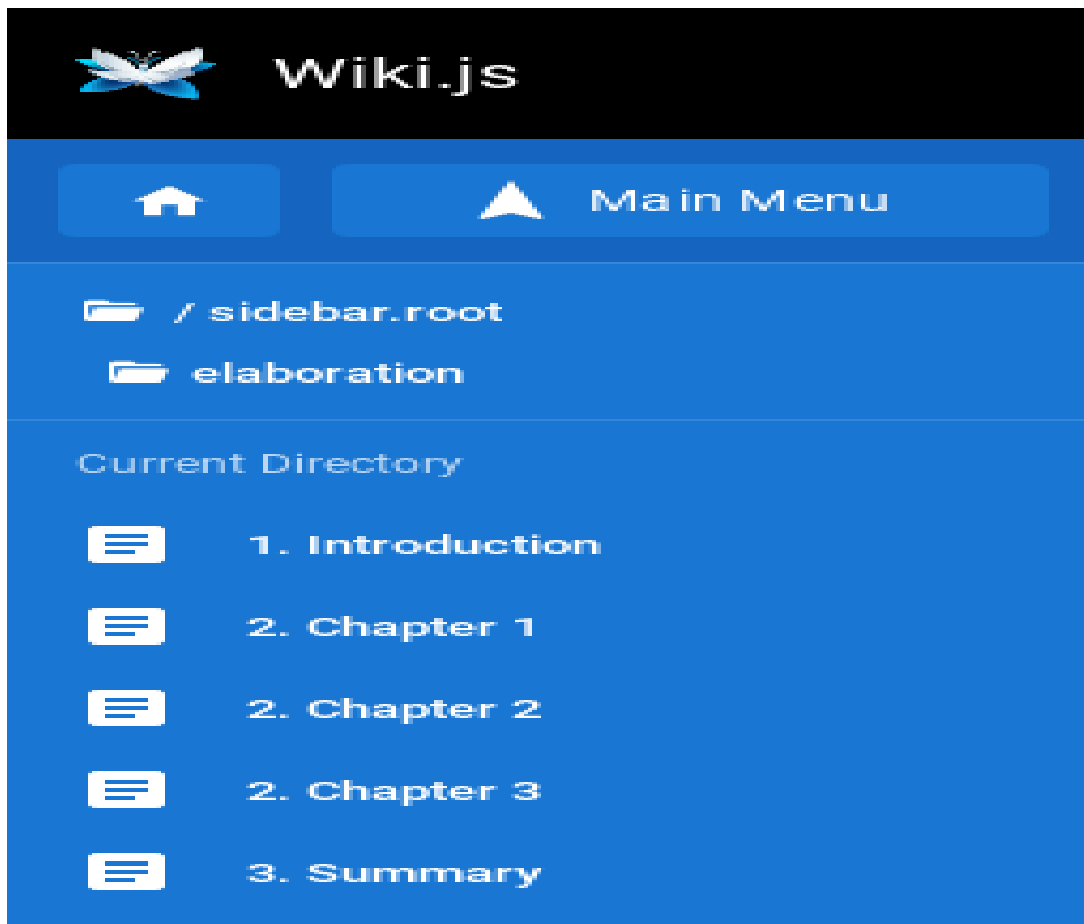 Wiki.js
Main Menu
/ sidebar.root
elaboration
Current Directory
1. Introduction
2. Chapter 1
2. Chapter 2
2. Chapter 3
3. Summary